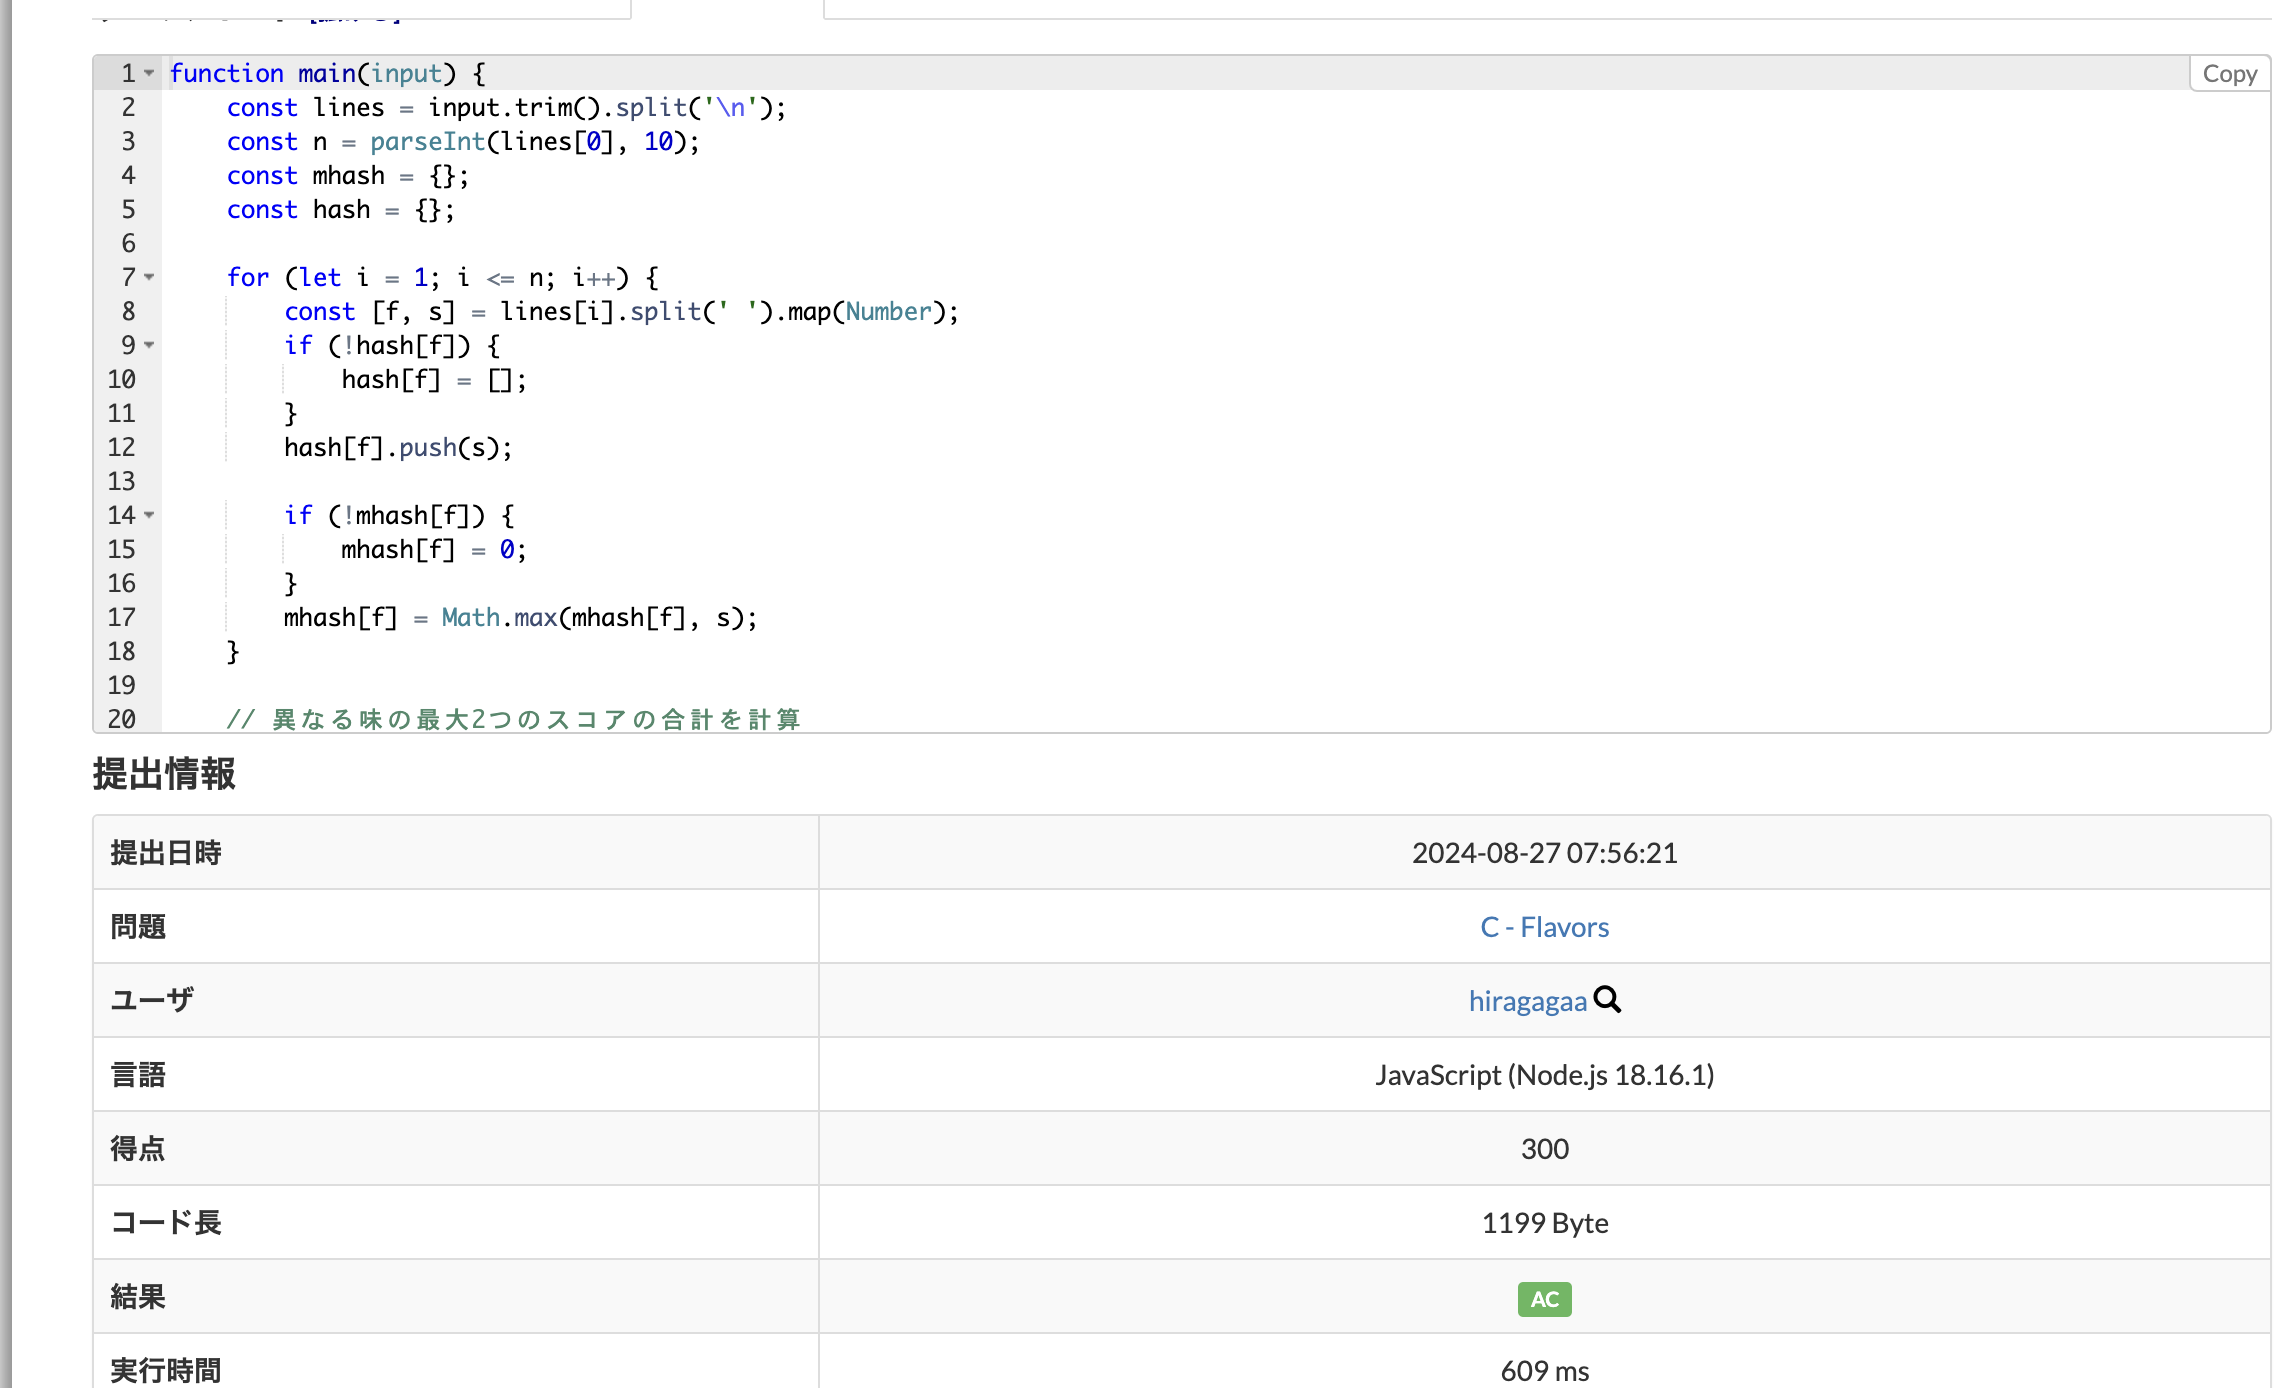 1 function main(input) {
Copy
2     const lines = input.trim().split('\n');
3     const n = parseInt(lines[0], 10);
4     const mhash = {};
5     const hash = {};
6
7     for (let i = 1; i <= n; i++) {
8         const [f, s] = lines[i].split(' ').map(Number);
9         if (!hash[f]) {
10             hash[f] = [];
11         }
12         hash[f].push(s);
13
14         if (!mhash[f]) {
15             mhash[f] = 0;
16         }
17         mhash[f] = Math.max(mhash[f], s);
18     }
19
20     // 異なる味の最大2つのスコアの合計を計算
提出情報
提出日時 2024-08-27 07:56:21
問題 C - Flavors
ユーザ hiragagaa
言語 JavaScript (Node.js 18.16.1)
得点 300
コード長 1199 Byte
結果 AC
実行時間 609 ms